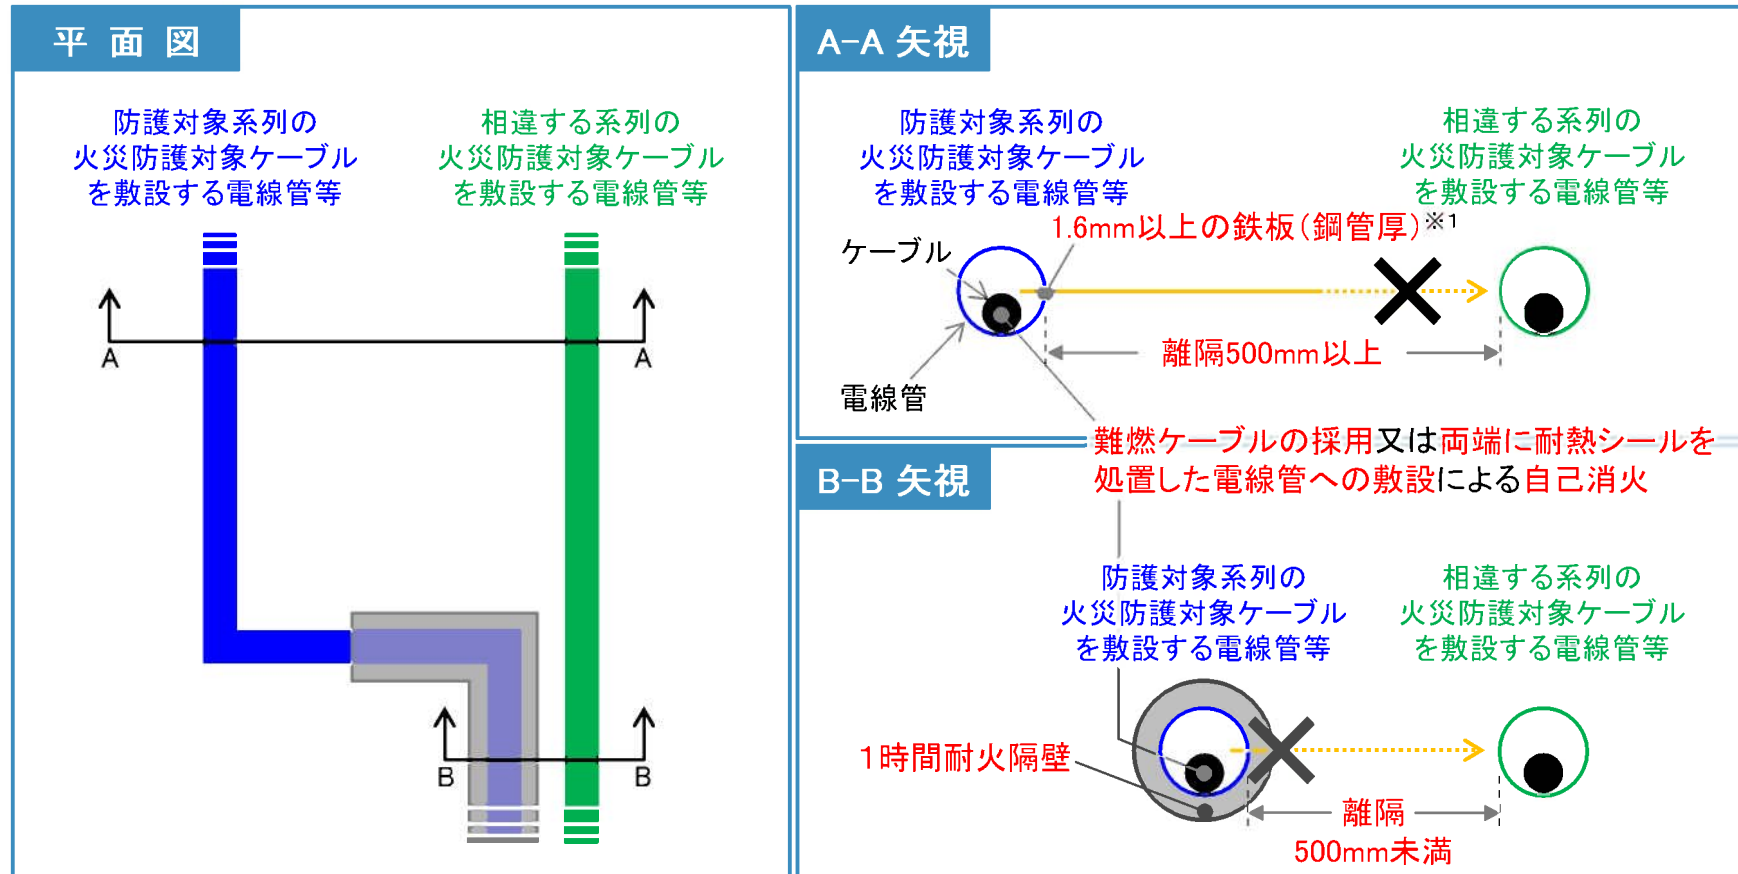 平 面 図
防護対象系列の
火災防護対象ケーブル
を敷設する電線管等
相違する系列の
火災防護対象ケーブル
を敷設する電線管等
A
A
B
B
A-A 矢視
防護対象系列の
火災防護対象ケーブル
を敷設する電線管等
相違する系列の
火災防護対象ケーブル
を敷設する電線管等
1.6mm以上の鉄板(鋼管厚)※1
ケーブル
離隔500mm以上
電線管
難燃ケーブルの採用又は両端に耐熱シールを
処置した電線管への敷設による自己消火
B-B 矢視
防護対象系列の
火災防護対象ケーブル
を敷設する電線管等
相違する系列の
火災防護対象ケーブル
を敷設する電線管等
1時間耐火隔壁
離隔
500mm未満